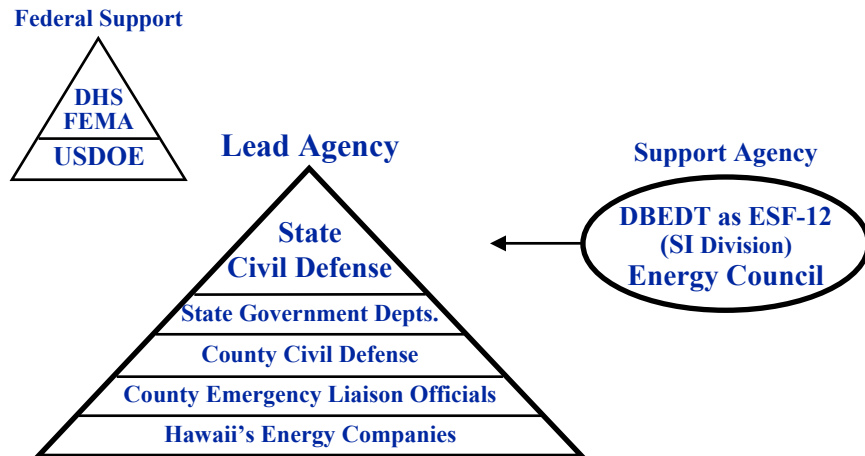 Federal Support
DHS
FEMA
USDOE
Lead Agency
State
Civil Defense
State Government Depts.
County Civil Defense
County Emergency Liaison Officials
Hawaii's Energy Companies
Support Agency
DBEDT as ESF-12
(SI Division)
Energy Council